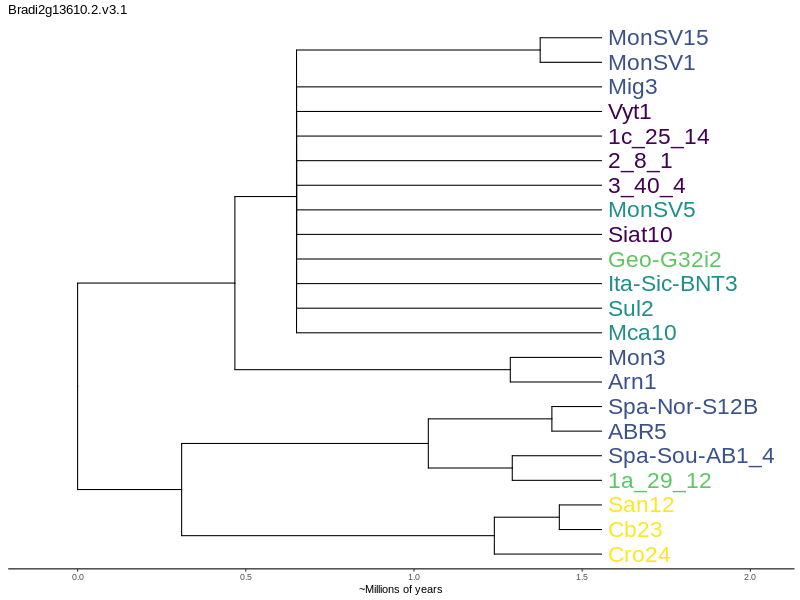 Bradi2g13610.2.v3.1
MonSV15
MonSV1
Mig3
Vyt1
1c_25_14
2_8_1
3_40_4
MonSV5
Siat10
Geo-G32i2
Ita-Sic-BNT3
Sul2
Mca10
Mon3
Arn1
Spa-Nor-S12B
ABR5
Spa-Sou-AB1_4
1a_29_12
San12
Cb23
Cro24
0.0 0.5 1.0 1.5 2.0
~Millions of years